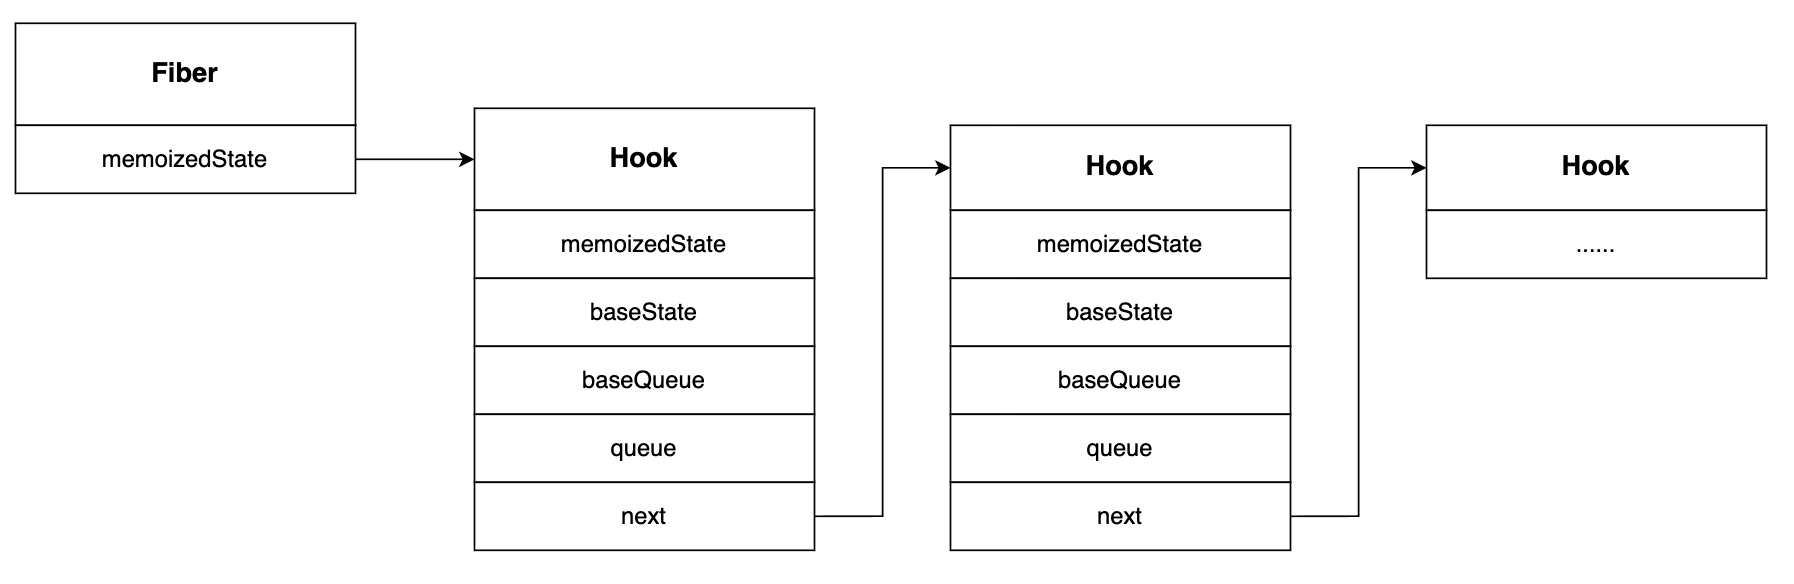 Fiber
memoizedState
Hook
memoizedState
baseState
baseQueue
queue
next
Hook
memoizedState
baseState
baseQueue
queue
next
Hook
......